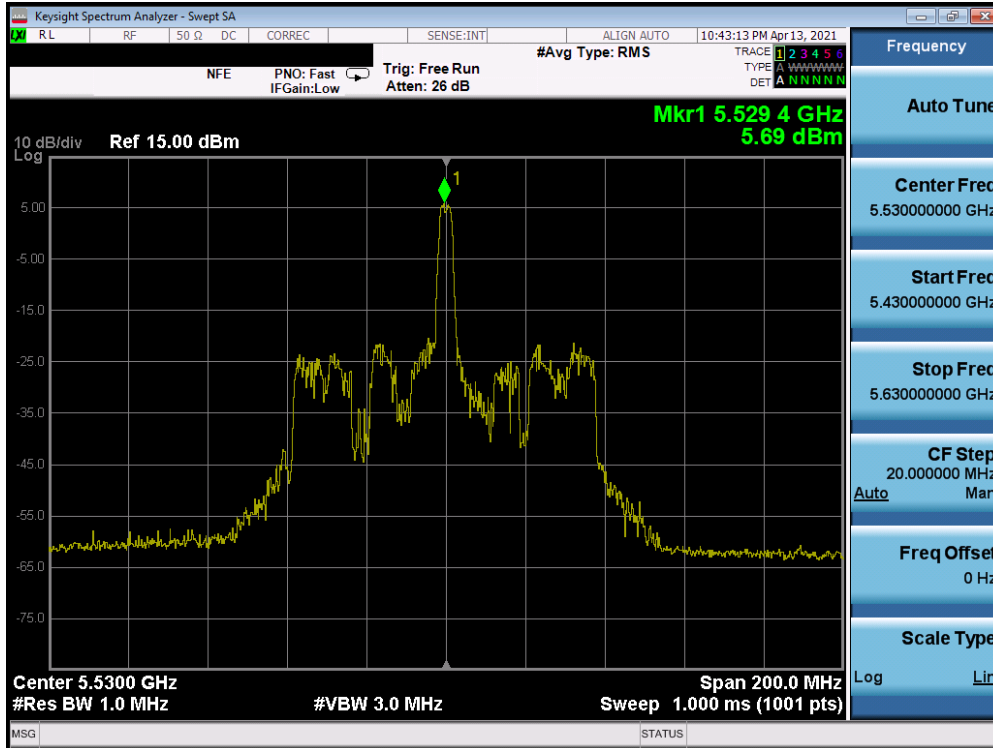 Keysight Spectrum Analyzer - Swept SA
LXI RL RF 50 Ω DC CORREC SENSE:INT ALIGN AUTO 10:43:13 PM Apr 13, 2021
#Avg Type: RMS TRACE 1 2 3 4 5 6
NFE PNO: Fast Trig: Free Run TYPE A WWWWW
IFGain:Low Atten: 26 dB DET A N N N N N
Mkr1 5.529 4 GHz
5.69 dBm
10 dB/div Ref 15.00 dBm
Log
1
5.00
-5.00
-15.0
-25.0
-35.0
-45.0
-55.0
-65.0
-75.0
Center 5.5300 GHz Span 200.0 MHz
#Res BW 1.0 MHz #VBW 3.0 MHz Sweep 1.000 ms (1001 pts)
MSG STATUS
Frequency
Auto Tune
Center Freq
5.530000000 GHz
Start Freq
5.430000000 GHz
Stop Freq
5.630000000 GHz
CF Step
20.000000 MHz
Auto Man
Freq Offset
0 Hz
Scale Type
Log Lin